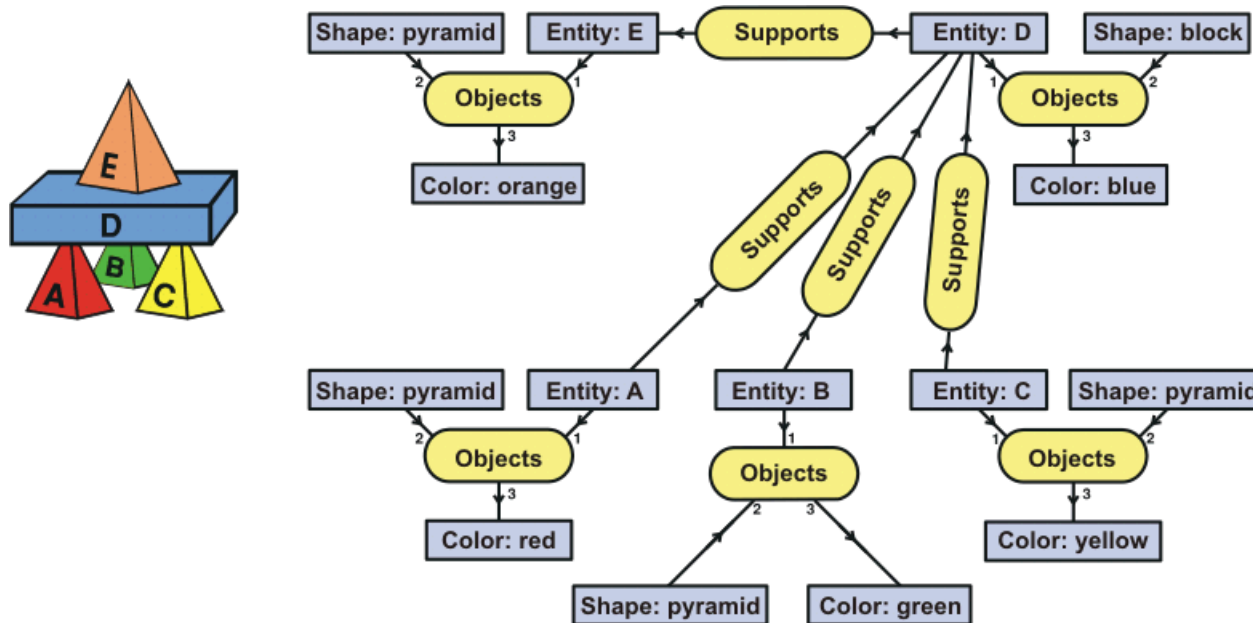 Shape: pyramid
Entity: E
Supports
Entity: D
Shape: block
2
Objects
1
1
Objects
2
3
3
Color: orange
Color: blue
E
D
A
B
C
Supports
Supports
Supports
Shape: pyramid
Entity: A
Entity: B
Entity: C
Shape: pyramid
2
Objects
1
1
Objects
2
3
1
Objects
2
3
3
Color: red
Color: yellow
Shape: pyramid
Color: green